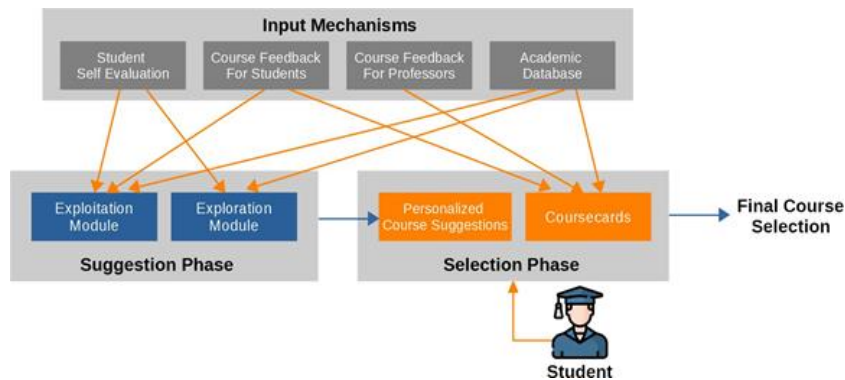 Input Mechanisms
Student
Self Evaluation
Course Feedback
For Students
Course Feedback
For Professors
Academic
Database
Exploitation
Module
Exploration
Module
Suggestion Phase
Personalized
Course Suggestions
Coursecards
Selection Phase
Final Course
Selection
Student